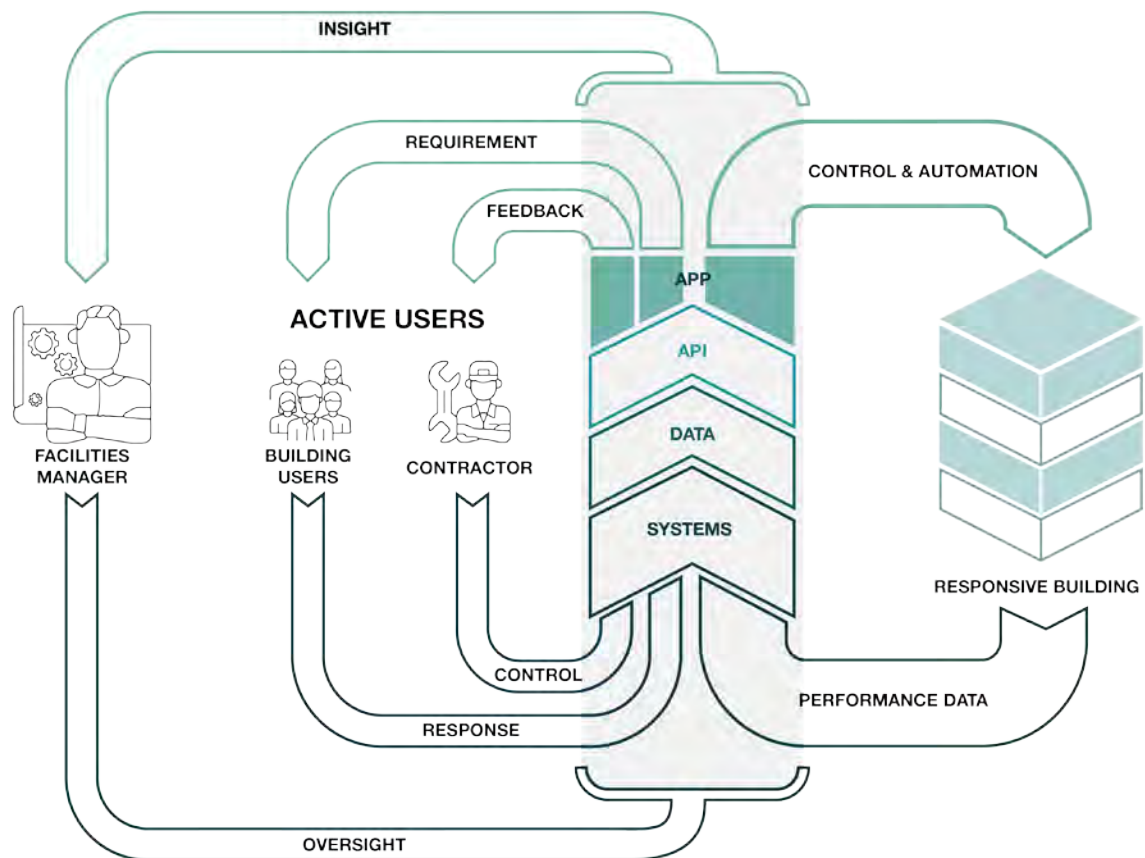 INSIGHT
REQUIREMENT
CONTROL & AUTOMATION
FEEDBACK
APP
ACTIVE USERS
API
DATA
FACILITIES
MANAGER
BUILDING
USERS
CONTRACTOR
SYSTEMS
RESPONSIVE BUILDING
CONTROL
PERFORMANCE DATA
RESPONSE
OVERSIGHT